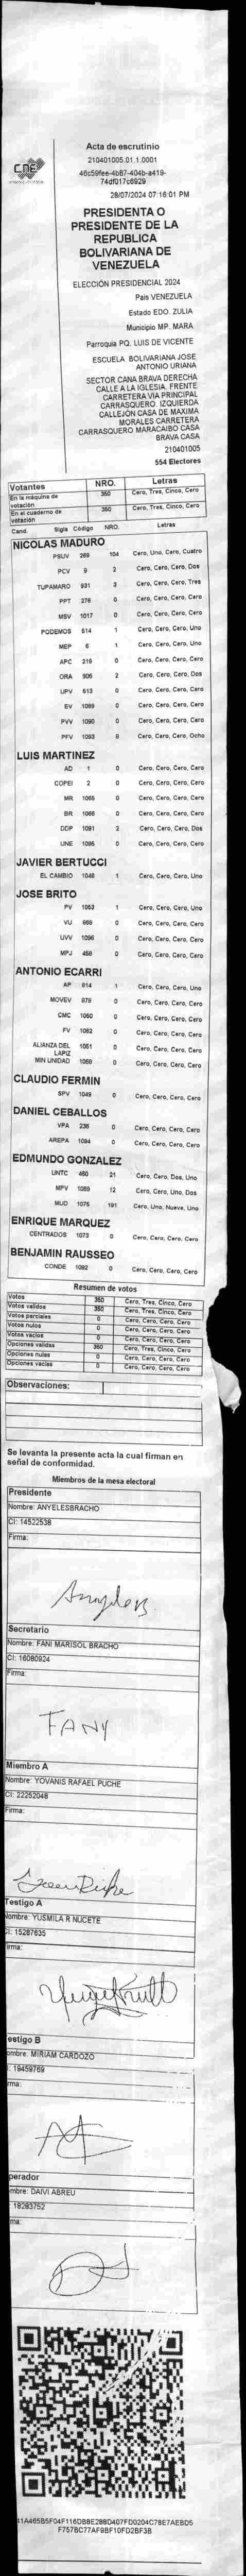 CNE
Acta de escrutinio
210401005.01.1.0001
46c59fee-4b87-404b-a419-
74df017c6929
28/07/2024 07:16:01 PM
PRESIDENTA O
PRESIDENTE DE LA
REPUBLICA
BOLIVARIANA DE
VENEZUELA
ELECCIÓN PRESIDENCIAL 2024
País VENEZUELA
Estado EDO. ZULIA
Municipio MP. MARA
Parroquia PQ. LUIS DE VICENTE
ESCUELA BOLIVARIANA JOSE
ANTONIO URIANA
SECTOR CANA BRAVA DERECHA
CALLE A LA IGLESIA. FRENTE
CARRETERA VIA PRINCIPAL
CARRASQUERO. IZQUIERDA
CALLEJÓN CASA DE MAXIMA
MORALES CARRETERA
CARRASQUERO MARACAIBO CASA
BRAVA CASA
210401005
554 Electores
Votantes NRO. Letras
En la máquina de votación 350 Cero, Tres, Cinco, Cero
En el cuaderno de votación 350 Cero, Tres, Cinco, Cero
Cand. Sigla Código NRO. Letras
NICOLAS MADURO
PSUV 269 104 Cero, Uno, Cero, Cuatro
PCV 9 2 Cero, Cero, Cero, Dos
TUPAMARO 931 3 Cero, Cero, Cero, Tres
PPT 276 0 Cero, Cero, Cero, Cero
MSV 1017 0 Cero, Cero, Cero, Cero
PODEMOS 514 1 Cero, Cero, Cero, Uno
MEP 6 1 Cero, Cero, Cero, Uno
APC 219 0 Cero, Cero, Cero, Cero
ORA 906 2 Cero, Cero, Cero, Dos
UPV 613 0 Cero, Cero, Cero, Cero
EV 1089 0 Cero, Cero, Cero, Cero
PVV 1090 0 Cero, Cero, Cero, Cero
PFV 1093 8 Cero, Cero, Cero, Ocho
LUIS MARTINEZ
AD 1 0 Cero, Cero, Cero, Cero
COPEI 2 0 Cero, Cero, Cero, Cero
MR 1065 0 Cero, Cero, Cero, Cero
BR 1066 0 Cero, Cero, Cero, Cero
DDP 1091 2 Cero, Cero, Cero, Dos
UNE 1095 0 Cero, Cero, Cero, Cero
JAVIER BERTUCCI
EL CAMBIO 1048 1 Cero, Cero, Cero, Uno
JOSE BRITO
PV 1053 1 Cero, Cero, Cero, Uno
VU 868 0 Cero, Cero, Cero, Cero
UVV 1096 0 Cero, Cero, Cero, Cero
MPJ 458 0 Cero, Cero, Cero, Cero
ANTONIO ECARRI
AP 814 1 Cero, Cero, Cero, Uno
MOVEV 979 0 Cero, Cero, Cero, Cero
CMC 1050 0 Cero, Cero, Cero, Cero
FV 1062 0 Cero, Cero, Cero, Cero
ALIANZA DEL LAPIZ 1051 0 Cero, Cero, Cero, Cero
MIN UNIDAD 1068 0 Cero, Cero, Cero, Cero
CLAUDIO FERMIN
SPV 1049 0 Cero, Cero, Cero, Cero
DANIEL CEBALLOS
VPA 236 0 Cero, Cero, Cero, Cero
AREPA 1094 0 Cero, Cero, Cero, Cero
EDMUNDO GONZALEZ
UNTC 460 21 Cero, Cero, Dos, Uno
MPV 1069 12 Cero, Cero, Uno, Dos
MUD 1075 191 Cero, Uno, Nueve, Uno
ENRIQUE MARQUEZ
CENTRADOS 1073 0 Cero, Cero, Cero, Cero
BENJAMIN RAUSSEO
CONDE 1092 0 Cero, Cero, Cero, Cero
Resumen de votos
Votos 350 Cero, Tres, Cinco, Cero
Votos válidos 350 Cero, Tres, Cinco, Cero
Votos parciales 0 Cero, Cero, Cero, Cero
Votos nulos 0 Cero, Cero, Cero, Cero
Votos vacíos 0 Cero, Cero, Cero, Cero
Opciones válidas 350 Cero, Tres, Cinco, Cero
Opciones nulas 0 Cero, Cero, Cero, Cero
Opciones vacías 0 Cero, Cero, Cero, Cero
Observaciones:
Se levanta la presente acta la cual firman en
señal de conformidad.
Miembros de la mesa electoral
Presidente
Nombre: ANYELESBRACHO
CI: 14522538
Firma:
Secretario
Nombre: FANI MARISOL BRACHO
CI: 16080924
Firma:
FANY
Miembro A
Nombre: YOVANIS RAFAEL PUCHE
CI: 22252048
Firma:
Testigo A
Nombre: YUSMILA R NUCETE
CI: 15287635
irma:
estigo B
ombre: MIRIAM CARDOZO
: 19459769
rma:
perador
mbre: DAIVI ABREU
: 18283752
ma:
41A465B5F04F116DB8E288D407FD0204C78E7AEBD5
F757BC77AF9BF10FD2BF3B